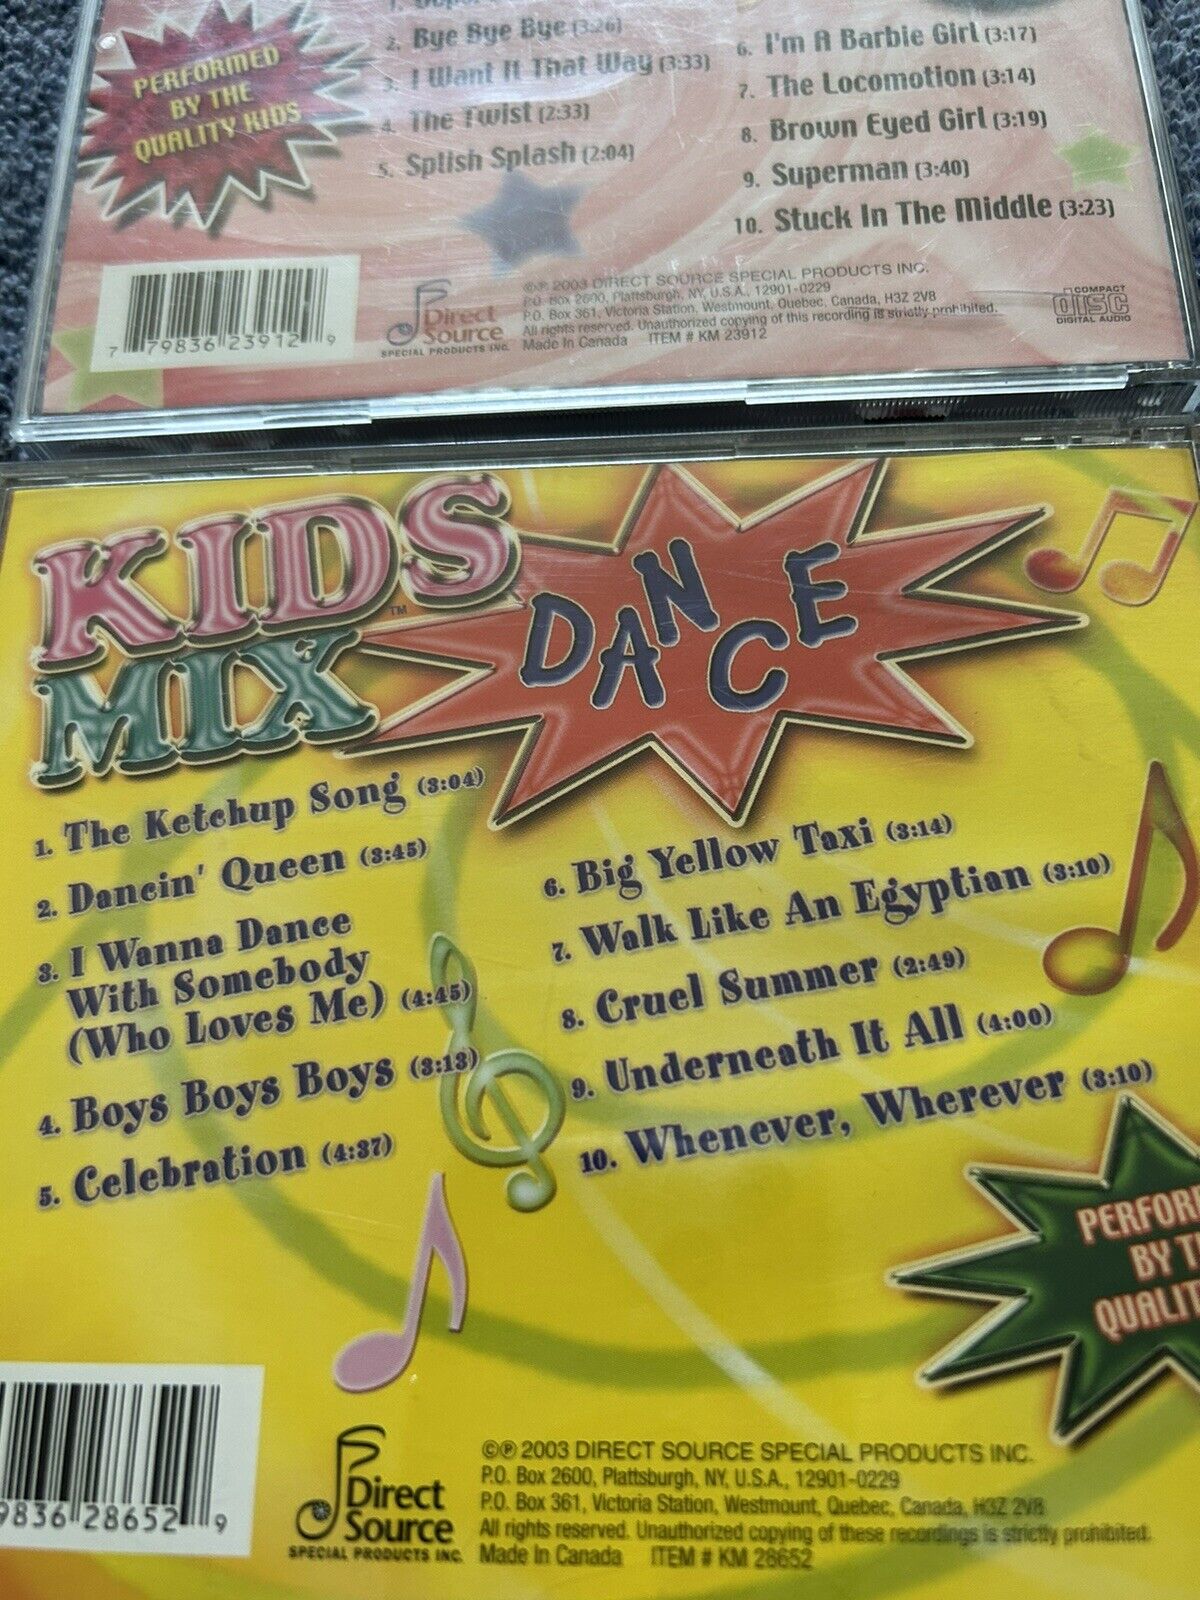 PERFORMED
BY THE
QUALITY KIDS
2. Bye Bye Bye (3:26)
3. I Want It That Way (3:33)
4. The Twist (2:33)
5. Splish Splash (2:04)
6. I'm A Barbie Girl (3:17)
7. The Locomotion (3:14)
8. Brown Eyed Girl (3:19)
9. Superman (3:40)
10. Stuck In The Middle (3:23)
7 79836 23912 9
Direct
Source
SPECIAL PRODUCTS INC.
©℗ 2003 DIRECT SOURCE SPECIAL PRODUCTS INC.
P.O. Box 2600, Plattsburgh, NY, U.S.A., 12901-0229
P.O. Box 361, Victoria Station, Westmount, Quebec, Canada, H3Z 2V8
All rights reserved. Unauthorized copying of this recording is strictly prohibited.
Made In Canada ITEM # KM 23912
COMPACT
disc
DIGITAL AUDIO
KIDS
MIX™
DANCE
1. The Ketchup Song (3:04)
2. Dancin' Queen (3:45)
3. I Wanna Dance
With Somebody
(Who Loves Me) (4:45)
4. Boys Boys Boys (3:13)
5. Celebration (4:37)
6. Big Yellow Taxi (3:14)
7. Walk Like An Egyptian (3:10)
8. Cruel Summer (2:49)
9. Underneath It All (4:00)
10. Whenever, Wherever (3:10)
PERFOR
BY T
QUALIT
9836 28652 9
Direct
Source
SPECIAL PRODUCTS INC.
©℗ 2003 DIRECT SOURCE SPECIAL PRODUCTS INC.
P.O. Box 2600, Plattsburgh, NY, U.S.A., 12901-0229
P.O. Box 361, Victoria Station, Westmount, Quebec, Canada, H3Z 2V8
All rights reserved. Unauthorized copying of these recordings is strictly prohibited.
Made In Canada ITEM # KM 28652